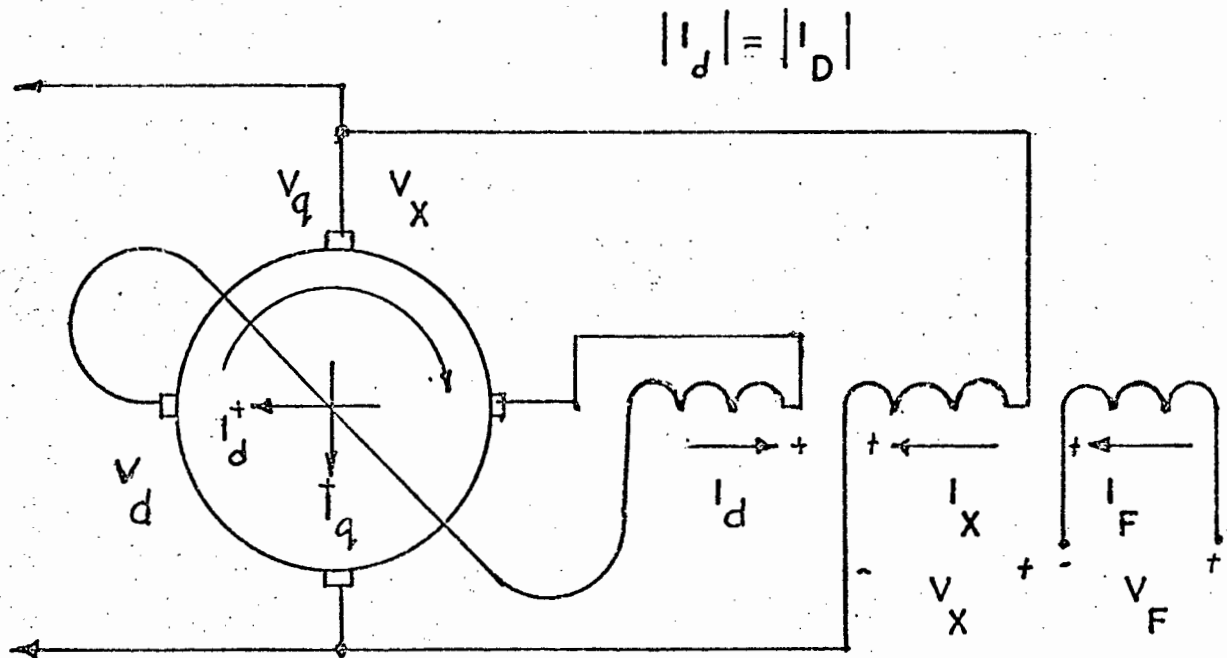 |I_d| = |I_D|
V_q V_X
I_d +
V_d
+ I_q
+
+
+
I_d
I_X
I_F
- + - +
V_X
V_F